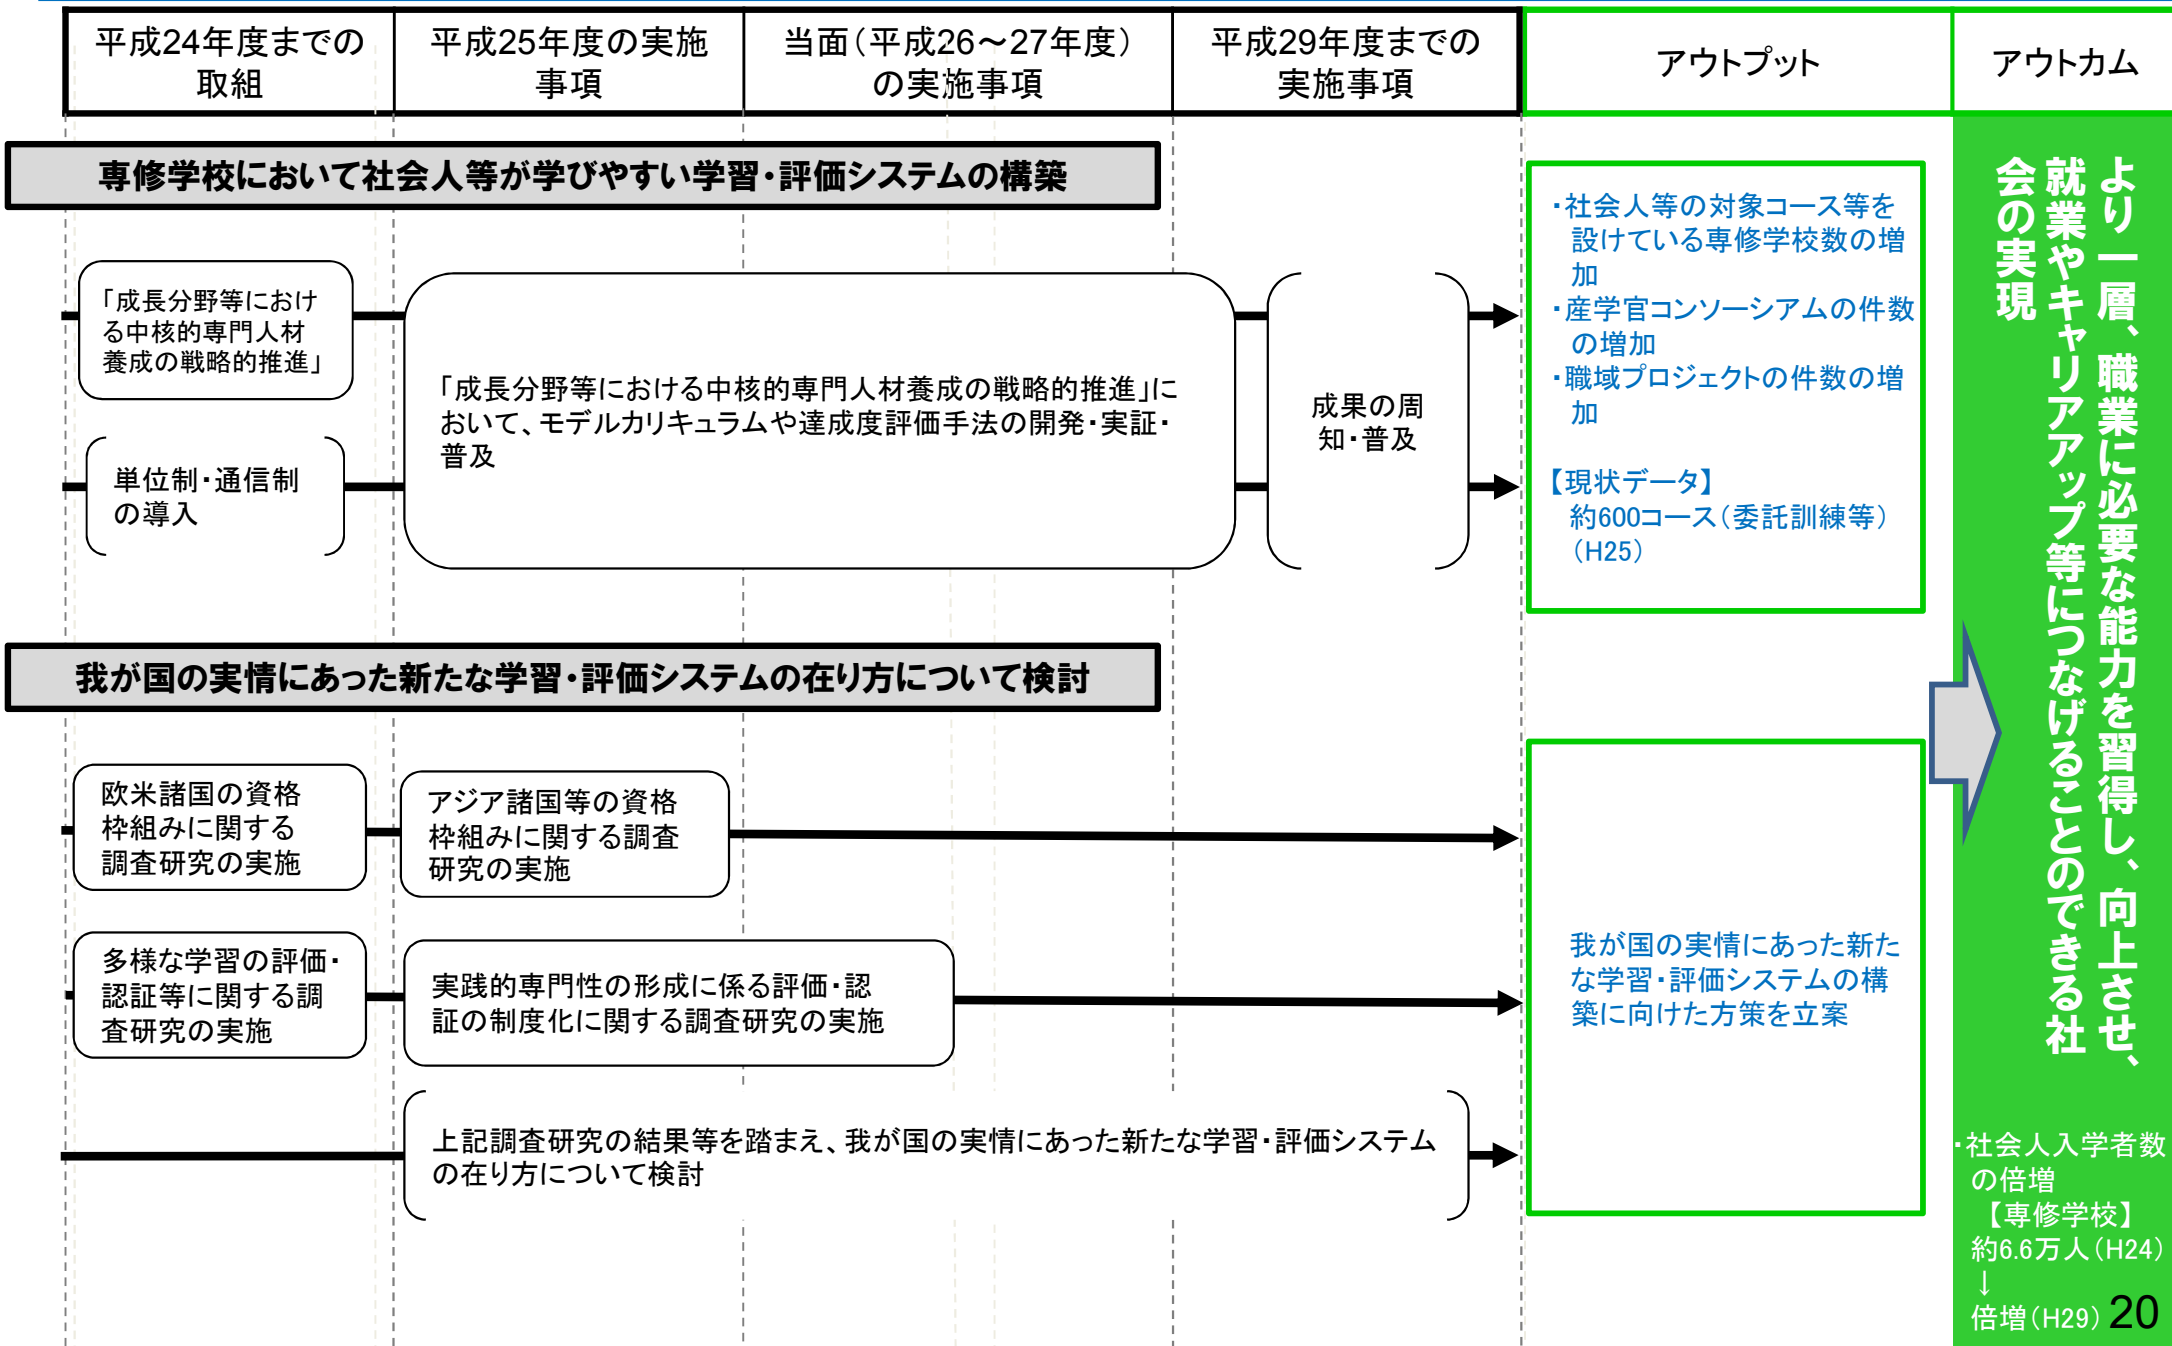 平成24年度までの
取組
平成25年度の実施
事項
当面（平成26～27年度）
の実施事項
平成29年度までの
実施事項
アウトプット
アウトカム
専修学校において社会人等が学びやすい学習・評価システムの構築
「成長分野等におけ
る中核的専門人材
養成の戦略的推進」
単位制・通信制
の導入
「成長分野等における中核的専門人材養成の戦略的推進」に
おいて、モデルカリキュラムや達成度評価手法の開発・実証・
普及
成果の周
知・普及
・社会人等の対象コース等を
設けている専修学校数の増
加
・産学官コンソーシアムの件数
の増加
・職域プロジェクトの件数の増
加
【現状データ】
約600コース（委託訓練等）
（H25）
我が国の実情にあった新たな学習・評価システムの在り方について検討
欧米諸国の資格
枠組みに関する
調査研究の実施
アジア諸国等の資格
枠組みに関する調査
研究の実施
多様な学習の評価・
認証等に関する調
査研究の実施
実践的専門性の形成に係る評価・認
証の制度化に関する調査研究の実施
上記調査研究の結果等を踏まえ、我が国の実情にあった新たな学習・評価システム
の在り方について検討
我が国の実情にあった新た
な学習・評価システムの構
築に向けた方策を立案
より一層、職業に必要な能力を習得し、向上させ、
就業やキャリアアップ等につなげることのできる社
会の実現
・社会人入学者数
の倍増
【専修学校】
約6.6万人（H24）
↓
倍増（H29）
20